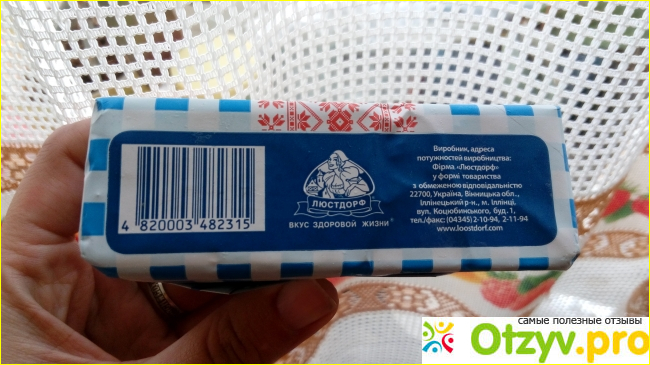 4 820003 482315
ЛЮСТДОРФ
ВКУС ЗДОРОВОЙ ЖИЗНИ®
Виробник, адреса
потужностей виробництва:
Фірма «Люстдорф»
у формі товариства
з обмеженою відповідальністю
22700, Україна, Вінницька обл.,
Іллінецький р-н., м. Іллінці,
вул. Коцюбинського, буд. 1,
тел./факс: (04345) 2-10-94, 2-11-94
www.loostdorf.com
самые полезные отзывы
Otzyv.pro